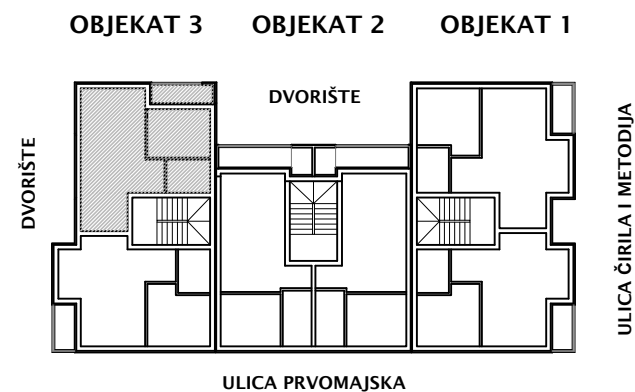 OBJEKAT 3 OBJEKAT 2 OBJEKAT 1
DVORIŠTE
DVORIŠTE
ULICA ĆIRILA I METODIJA
ULICA PRVOMAJSKA